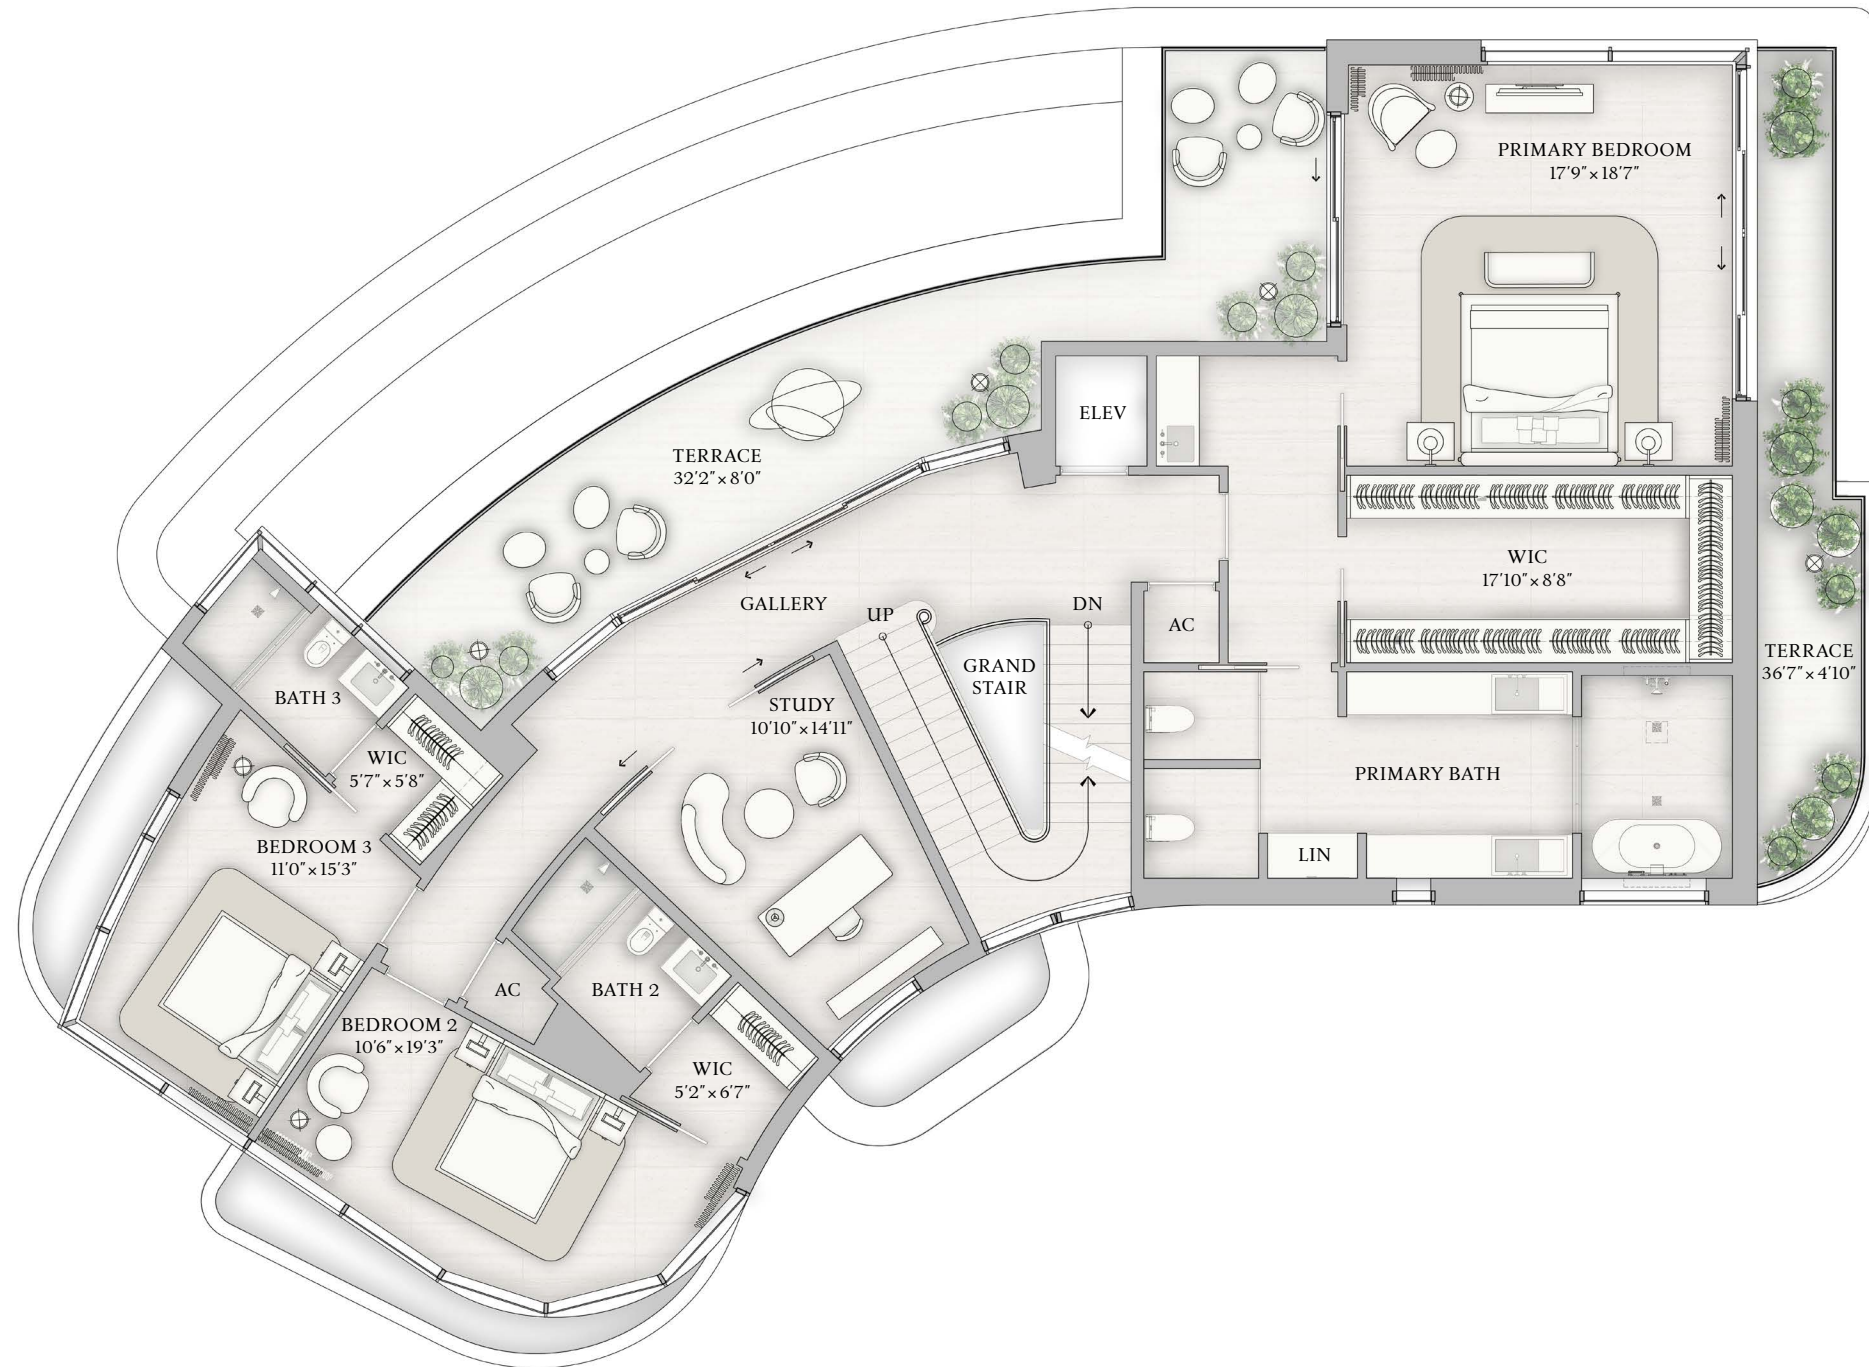 PRIMARY BEDROOM
17'9" × 18'7"
ELEV
TERRACE
32'2" × 8'0"
WIC
17'10" × 8'8"
GALLERY
UP
DN
AC
GRAND
STAIR
TERRACE
36'7" × 4'10"
BATH 3
STUDY
10'10" × 14'11"
WIC
5'7" × 5'8"
PRIMARY BATH
BEDROOM 3
11'0" × 15'3"
LIN
AC
BATH 2
BEDROOM 2
10'6" × 19'3"
WIC
5'2" × 6'7"